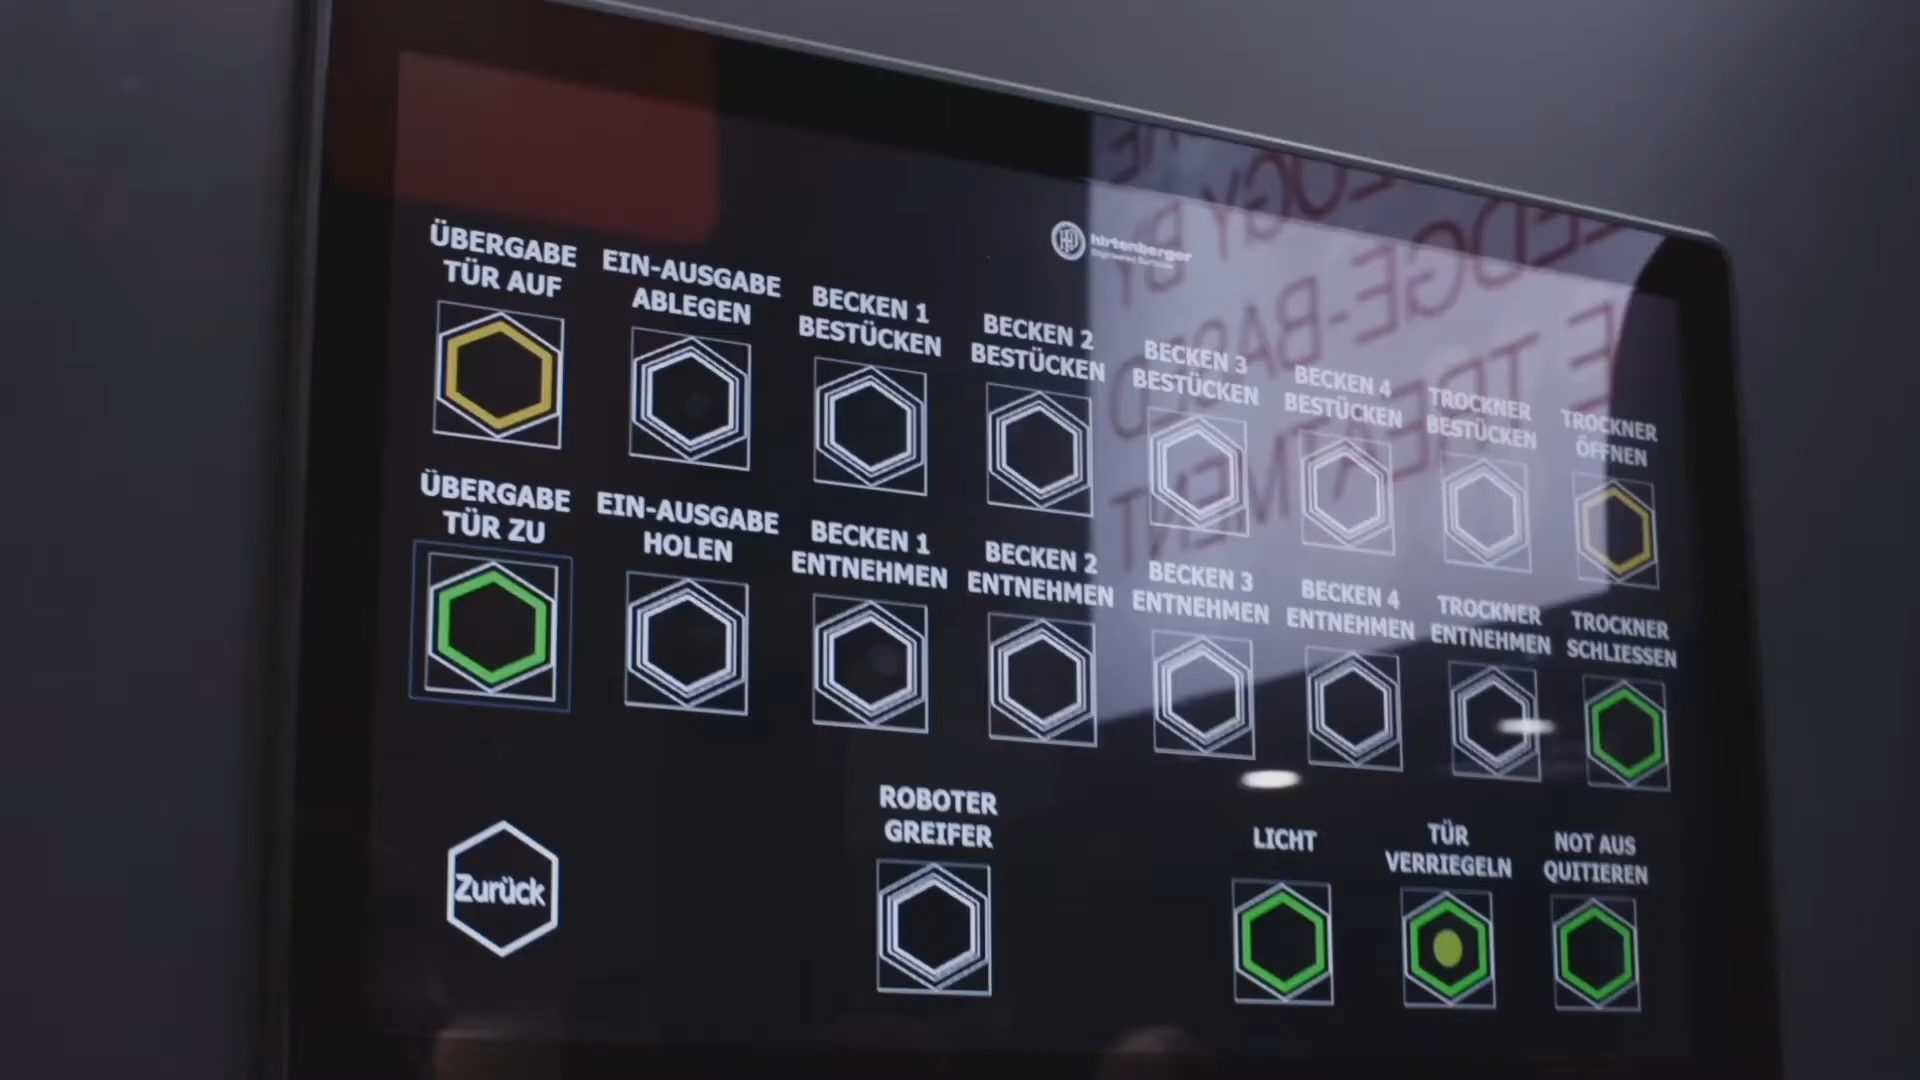 hirtenberger
Engineered Surfaces
ÜBERGABE
TÜR AUF
EIN-AUSGABE
ABLEGEN
BECKEN 1
BESTÜCKEN
BECKEN 2
BESTÜCKEN
BECKEN 3
BESTÜCKEN
BECKEN 4
BESTÜCKEN
TROCKNER
BESTÜCKEN
TROCKNER
ÖFFNEN
ÜBERGABE
TÜR ZU
EIN-AUSGABE
HOLEN
BECKEN 1
ENTNEHMEN
BECKEN 2
ENTNEHMEN
BECKEN 3
ENTNEHMEN
BECKEN 4
ENTNEHMEN
TROCKNER
ENTNEHMEN
TROCKNER
SCHLIESSEN
Zurück
ROBOTER
GREIFER
LICHT
TÜR
VERRIEGELN
NOT AUS
QUITIEREN